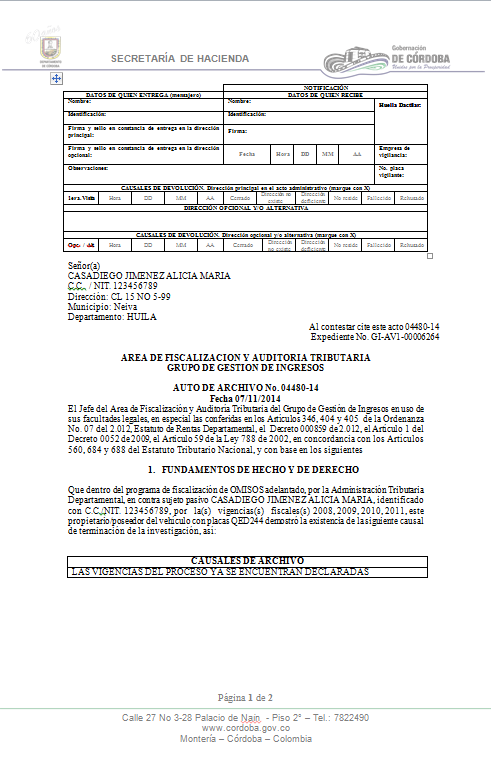 SECRETARÍA DE HACIENDA
Gobernación
DE CÓRDOBA
Unidos por la Prosperidad
NOTIFICACIÓN
DATOS DE QUIEN ENTREGA (mensajero) DATOS DE QUIEN RECIBE
Nombre: Nombre: Huella Dactilar:
Identificación: Identificación:
Firma y sello en constancia de entrega en la dirección principal: Firma:
Firma y sello en constancia de entrega en la dirección opcional: Fecha Hora DD MM AA Empresa de vigilancia:
Observaciones: No. placa vigilante:
CAUSALES DE DEVOLUCIÓN. Dirección principal en el acto administrativo (marque con X)
1era. Visita Hora DD MM AA Cerrado Dirección no existe Dirección deficiente No reside Fallecido Rehusado
DIRECCIÓN OPCIONAL Y/O ALTERNATIVA
CAUSALES DE DEVOLUCIÓN. Dirección opcional y/o alternativa (marque con X)
Opc. / Alt Hora DD MM AA Cerrado Dirección no existe Dirección deficiente No reside Fallecido Rehusado
Señor(a)
CASADIEGO JIMENEZ ALICIA MARIA
C.C. / NIT. 123456789
Dirección: CL 15 NO 5-99
Municipio: Neiva
Departamento: HUILA
Al contestar cite este acto 04480-14
Expediente No. GI-AV1-00006264
AREA DE FISCALIZACION Y AUDITORIA TRIBUTARIA
GRUPO DE GESTION DE INGRESOS
AUTO DE ARCHIVO No. 04480-14
Fecha 07/11/2014
El Jefe del Area de Fiscalización y Auditoría Tributaria del Grupo de Gestión de Ingresos en uso de
sus facultades legales, en especial las conferidas en los Artículos 346, 404 y 405 de la Ordenanza
No. 07 del 2.012, Estatuto de Rentas Departamental, el Decreto 000859 de 2.012, el Artículo 1 del
Decreto 0052 de 2009, el Artículo 59 de la Ley 788 de 2002, en concordancia con los Artículos
560, 684 y 688 del Estatuto Tributario Nacional, y con base en los siguientes
1. FUNDAMENTOS DE HECHO Y DE DERECHO
Que dentro del programa de fiscalización de OMISOS adelantado, por la Administración Tributaria
Departamental, en contra sujeto pasivo CASADIEGO JIMENEZ ALICIA MARIA, identificado
con C.C./NIT. 123456789, por la(s) vigencias(s) fiscales(s) 2008, 2009, 2010, 2011, este
propietario/poseedor del vehículo con placas QED244 demostró la existencia de la siguiente causal
de terminación de la investigación, así:
CAUSALES DE ARCHIVO
LAS VIGENCIAS DEL PROCESO YA SE ENCUENTRAN DECLARADAS
Página 1 de 2
Calle 27 No 3-28 Palacio de Naín. - Piso 2° – Tel.: 7822490
www.cordoba.gov.co
Montería – Córdoba – Colombia